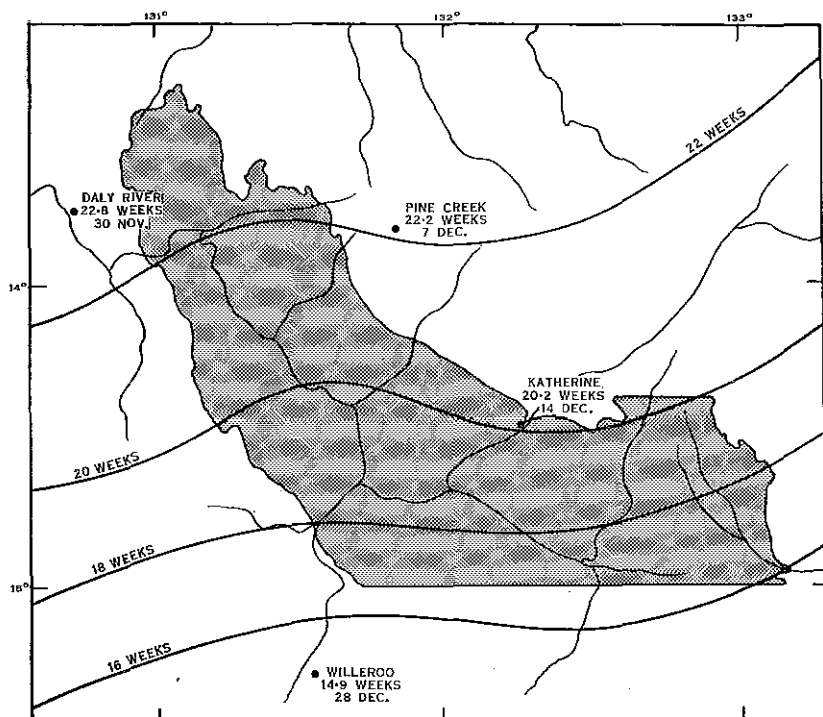 131°
132°
133°
22 WEEKS
DALY RIVER
22·8 WEEKS
30 NOV.
PINE CREEK
22·2 WEEKS
7 DEC.
14°
KATHERINE
20·2 WEEKS
14 DEC.
20 WEEKS
18 WEEKS
15°
16 WEEKS
WILLEROO
14·9 WEEKS
28 DEC.